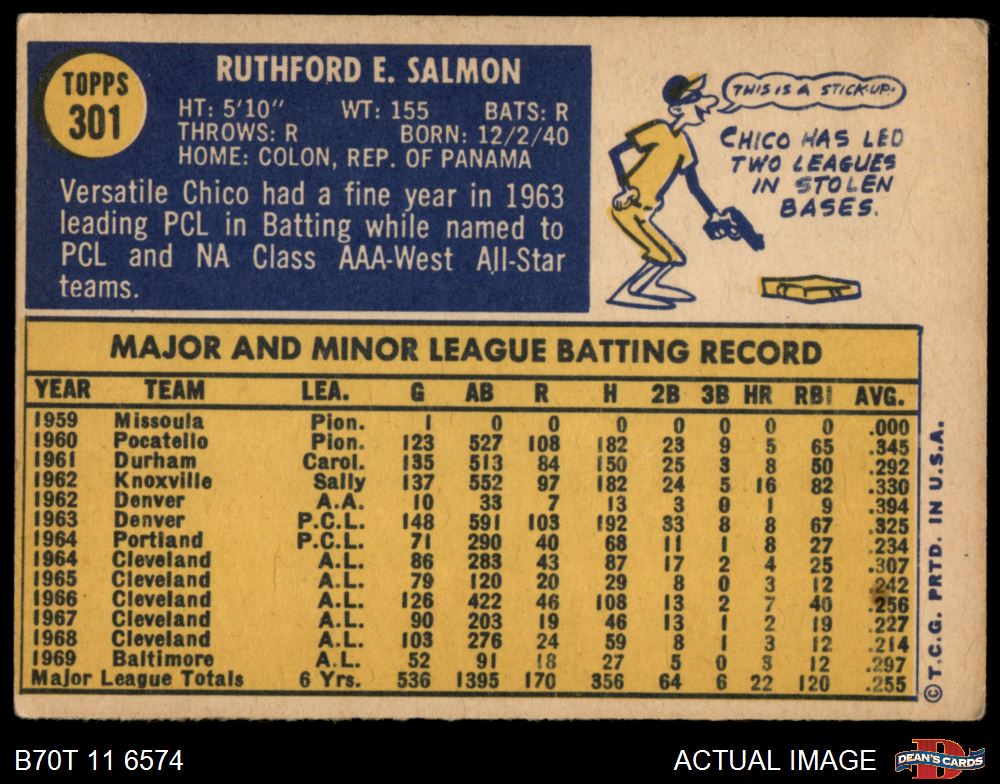 TOPPS
301
RUTHFORD E. SALMON
HT: 5'10" WT: 155 BATS: R
THROWS: R BORN: 12/2/40
HOME: COLON, REP. OF PANAMA
Versatile Chico had a fine year in 1963
leading PCL in Batting while named to
PCL and NA Class AAA-West All-Star
teams.
THIS IS A STICK-UP.
CHICO HAS LED
TWO LEAGUES
IN STOLEN
BASES.
MAJOR AND MINOR LEAGUE BATTING RECORD
YEAR TEAM LEA. G AB R H 2B 3B HR RBI AVG.
1959 Missoula Pion. 1 0 0 0 0 0 0 0 .000
1960 Pocatello Pion. 123 527 108 182 23 9 5 65 .345
1961 Durham Carol. 135 513 84 150 25 3 8 50 .292
1962 Knoxville Sally 137 552 97 182 24 5 16 82 .330
1962 Denver A.A. 10 33 7 13 3 0 1 9 .394
1963 Denver P.C.L. 148 591 103 192 33 8 8 67 .325
1964 Portland P.C.L. 71 290 40 68 11 1 8 27 .234
1964 Cleveland A.L. 86 283 43 87 17 2 4 25 .307
1965 Cleveland A.L. 79 120 20 29 8 0 3 12 .242
1966 Cleveland A.L. 126 422 46 108 13 2 7 40 .256
1967 Cleveland A.L. 90 203 19 46 13 1 2 19 .227
1968 Cleveland A.L. 103 276 24 59 8 1 3 12 .214
1969 Baltimore A.L. 52 91 18 27 5 0 3 12 .297
Major League Totals 6 Yrs. 536 1395 170 356 64 6 22 120 .255
© T.C.G. PRTD. IN U.S.A.
B70T 11 6574
ACTUAL IMAGE
DEAN'S CARDS